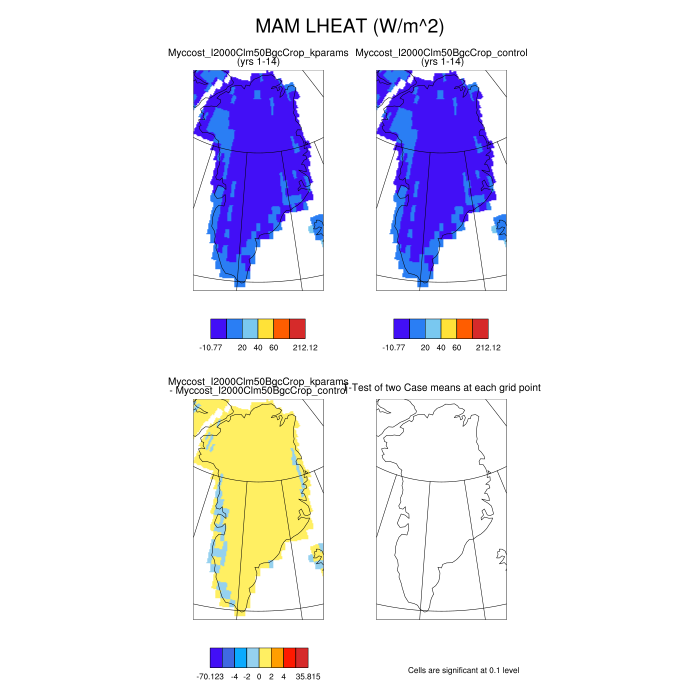 MAM LHEAT (W/m^2)
Myccost_I2000Clm50BgcCrop_kparams
(yrs 1-14)
Myccost_I2000Clm50BgcCrop_control
(yrs 1-14)
-10.77 20 40 60 212.12
-10.77 20 40 60 212.12
Myccost_I2000Clm50BgcCrop_kparams
- Myccost_I2000Clm50BgcCrop_control
-Test of two Case means at each grid point
-70.123 -4 -2 0 2 4 35.815
Cells are significant at 0.1 level